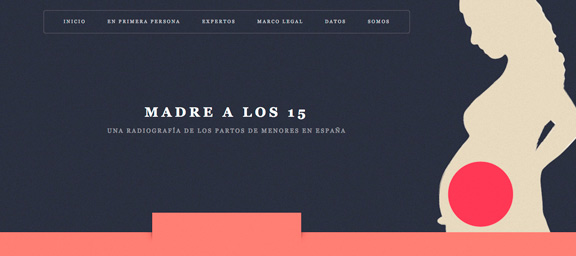 INICIO EN PRIMERA PERSONA EXPERTOS MARCO LEGAL DATOS SOMOS
MADRE A LOS 15
UNA RADIOGRAFÍA DE LOS PARTOS DE MENORES EN ESPAÑA